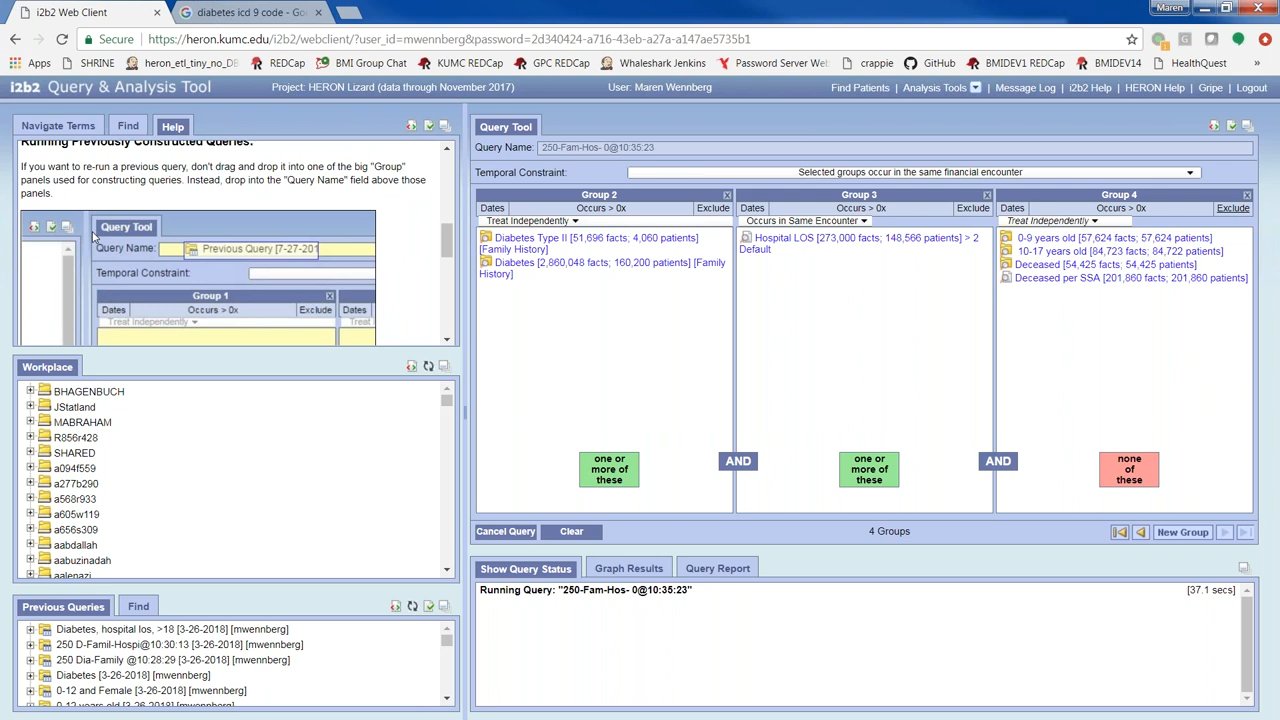 i2b2 Web Client
diabetes icd 9 code - Goo
Maren
Secure
https://heron.kumc.edu/i2b2/webclient/?user_id=mwennberg&password=2d340424-a716-43eb-a27a-a147ae5735b1
Apps SHRINE heron_etl_tiny_no_DB REDCap BMI Group Chat KUMC REDCap GPC REDCap Whaleshark Jenkins Password Server Web crappie GitHub BMIDEV1 REDCap BMIDEV14 HealthQuest
i2b2 Query & Analysis Tool
Project: HERON Lizard (data through November 2017)
User: Maren Wennberg
Find Patients Analysis Tools Message Log i2b2 Help HERON Help Gripe Logout
Navigate Terms Find Help
Running Previously Constructed Queries:
If you want to re-run a previous query, don't drag and drop it into one of the big "Group"
panels used for constructing queries. Instead, drop into the "Query Name" field above those
panels.
Query Tool
Query Name: Previous Query [7-27-201
Temporal Constraint:
Group 1
Dates Occurs > 0x Exclude Dates
Treat Independently Treat I
Workplace
BHAGENBUCH
JStatland
MABRAHAM
R856r428
SHARED
a094f559
a277b290
a568r933
a605w119
a656s309
aabdallah
aabuzinadah
aalenazi
Previous Queries Find
Diabetes, hospital los, >18 [3-26-2018] [mwennberg]
250 D-Famil-Hospi@10:30:13 [3-26-2018] [mwennberg]
250 Dia-Family @10:28:29 [3-26-2018] [mwennberg]
Diabetes [3-26-2018] [mwennberg]
0-12 and Female [3-26-2018] [mwennberg]
0-12 years old [3-26-2018] [mwennberg]
Query Tool
Query Name: 250-Fam-Hos- 0@10:35:23
Temporal Constraint: Selected groups occur in the same financial encounter
Group 2
Dates Occurs > 0x Exclude
Treat Independently
Diabetes Type II [51,696 facts; 4,060 patients]
[Family History]
Diabetes [2,860,048 facts; 160,200 patients] [Family
History]
one or
more of
these
AND
Group 3
Dates Occurs > 0x Exclude
Occurs in Same Encounter
Hospital LOS [273,000 facts; 148,566 patients] > 2
Default
one or
more of
these
AND
Group 4
Dates Occurs > 0x Exclude
Treat Independently
0-9 years old [57,624 facts; 57,624 patients]
10-17 years old [84,723 facts; 84,722 patients]
Deceased [54,425 facts; 54,425 patients]
Deceased per SSA [201,860 facts; 201,860 patients]
none
of
these
Cancel Query Clear 4 Groups New Group
Show Query Status Graph Results Query Report
Running Query: "250-Fam-Hos- 0@10:35:23" [37.1 secs]